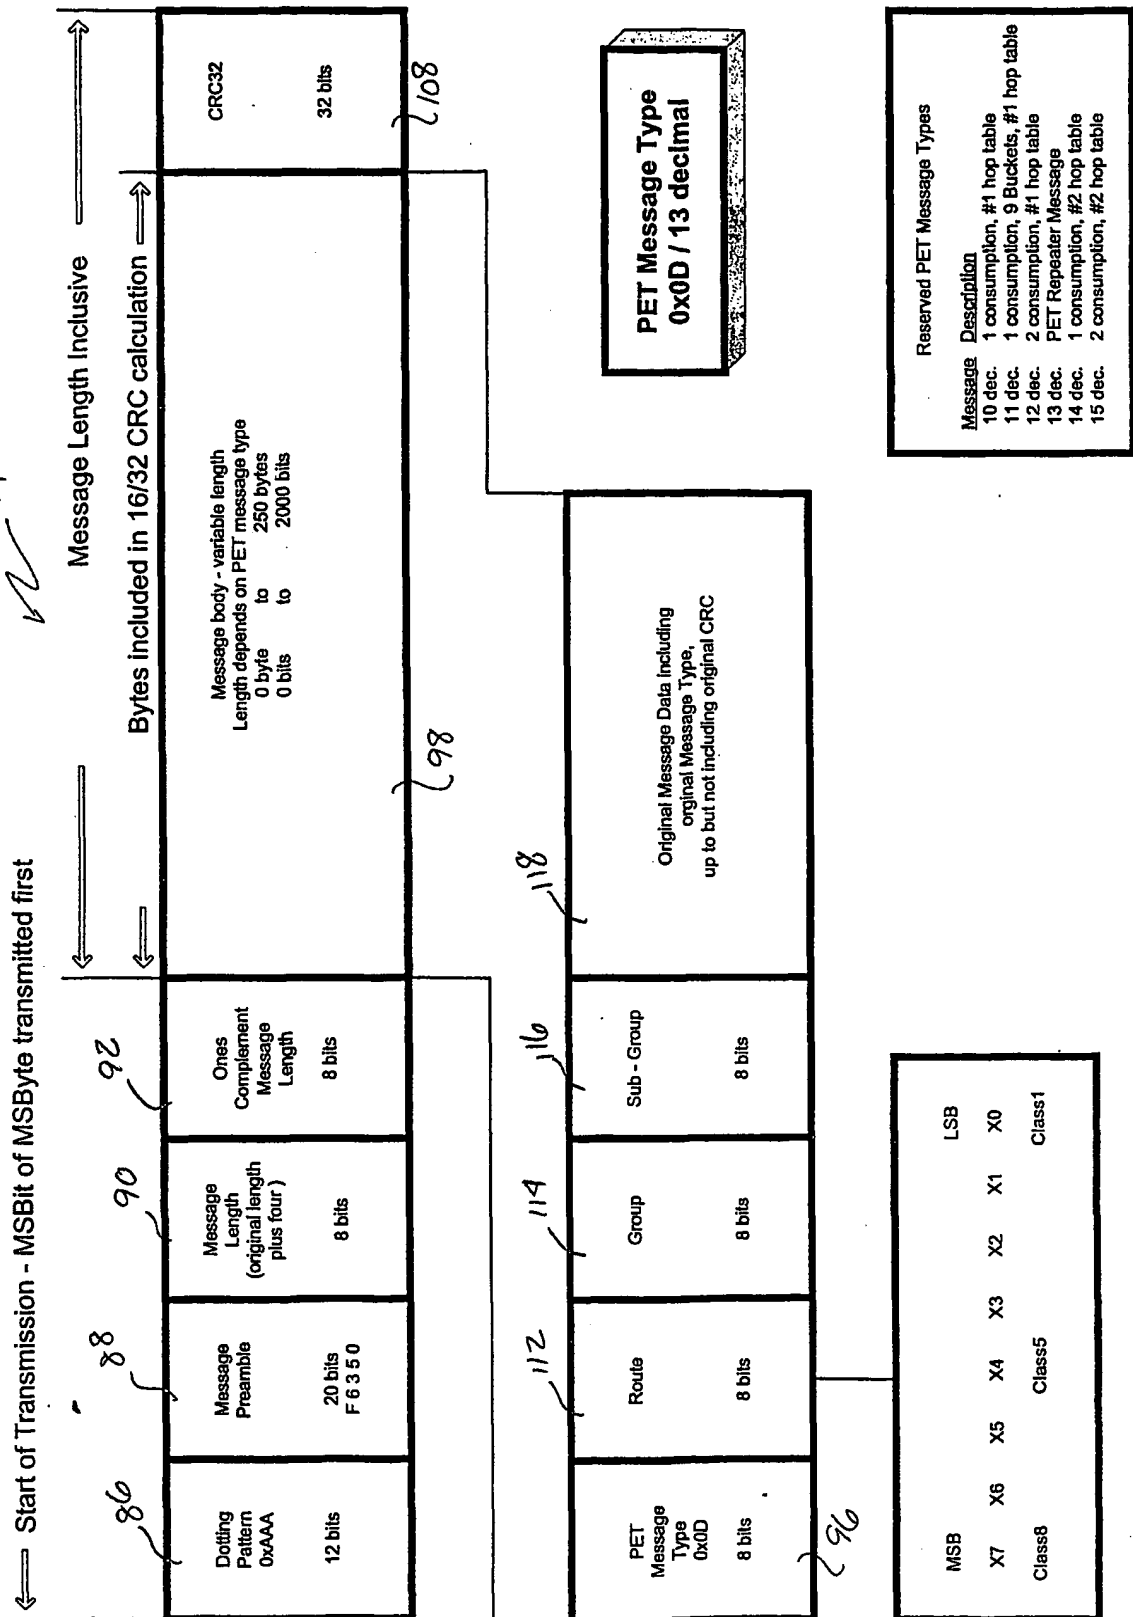 Start of Transmission - MSBit of MSByte transmitted first
Message Length Inclusive
Bytes included in 16/32 CRC calculation
86
88
90
92
Dotting
Pattern
0xAAA
12 bits
Message
Preamble
20 bits
F 6 3 5 0
Message
Length
(original length
plus four )
8 bits
Ones
Complement
Message
Length
8 bits
Message body - variable length
Length depends on PET message type
0 byte to 250 bytes
0 bits to 2000 bits
98
CRC32
32 bits
108
112
114
116
118
PET
Message
Type
0x0D
8 bits
96
Route
8 bits
Group
8 bits
Sub - Group
8 bits
Original Message Data including
orginal Message Type,
up to but not including original CRC
PET Message Type
0x0D / 13 decimal
MSB LSB
X7 X6 X5 X4 X3 X2 X1 X0
Class8 Class5 Class1
Reserved PET Message Types
Message Description
10 dec. 1 consumption, #1 hop table
11 dec. 1 consumption, 9 Buckets, #1 hop table
12 dec. 2 consumption, #1 hop table
13 dec. PET Repeater Message
14 dec. 1 consumption, #2 hop table
15 dec. 2 consumption, #2 hop table